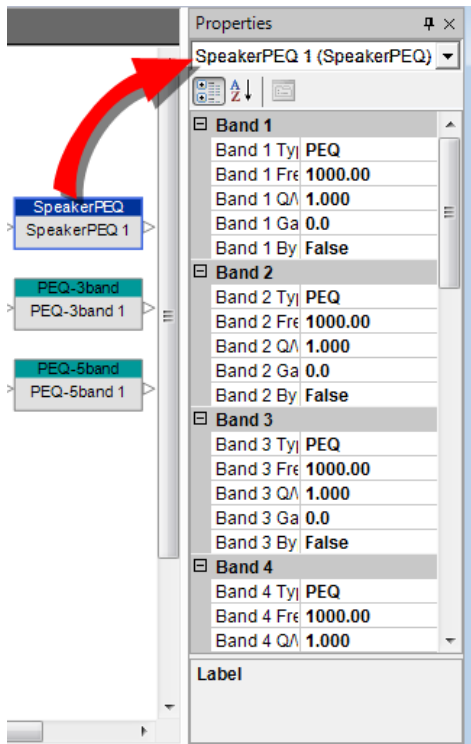 Properties
SpeakerPEQ 1 (SpeakerPEQ)
SpeakerPEQ
SpeakerPEQ 1
PEQ-3band
PEQ-3band 1
PEQ-5band
PEQ-5band 1
Band 1
Band 1 Ty PEQ
Band 1 Fre 1000.00
Band 1 Q/ 1.000
Band 1 Ga 0.0
Band 1 By False
Band 2
Band 2 Ty PEQ
Band 2 Fre 1000.00
Band 2 Q/ 1.000
Band 2 Ga 0.0
Band 2 By False
Band 3
Band 3 Ty PEQ
Band 3 Fre 1000.00
Band 3 Q/ 1.000
Band 3 Ga 0.0
Band 3 By False
Band 4
Band 4 Ty PEQ
Band 4 Fre 1000.00
Band 4 Q/ 1.000
Label